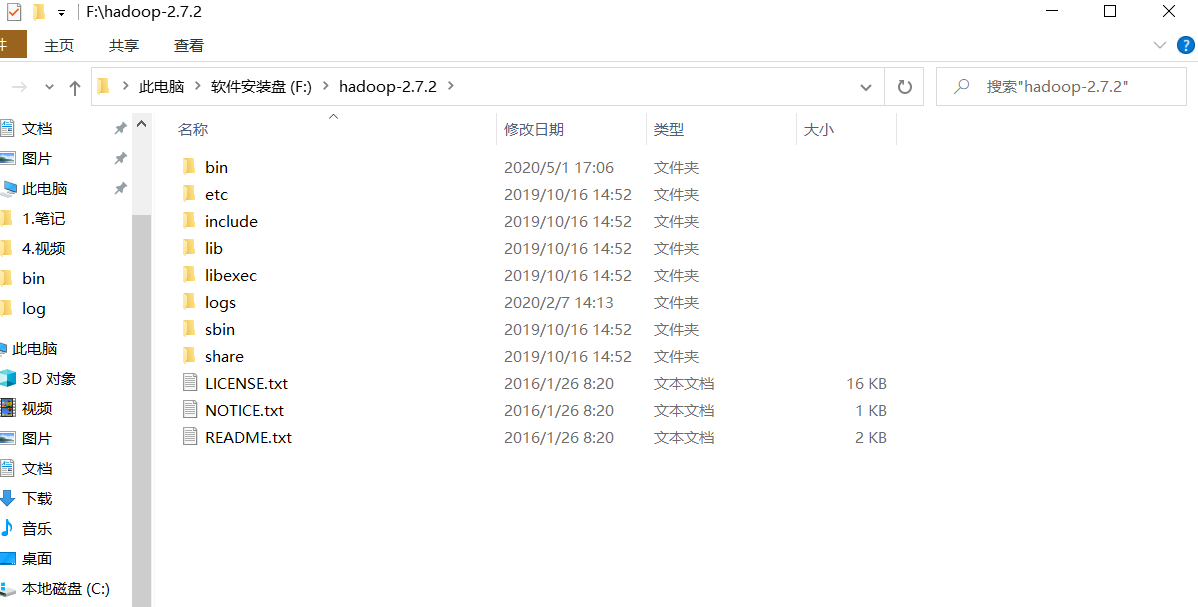 F:\hadoop-2.7.2
件 主页 共享 查看
此电脑 软件安装盘 (F:) hadoop-2.7.2 搜索"hadoop-2.7.2"
文档
图片
此电脑
1.笔记
4.视频
bin
log
此电脑
3D 对象
视频
图片
文档
下载
音乐
桌面
本地磁盘 (C:)
名称 修改日期 类型 大小
bin 2020/5/1 17:06 文件夹
etc 2019/10/16 14:52 文件夹
include 2019/10/16 14:52 文件夹
lib 2019/10/16 14:52 文件夹
libexec 2019/10/16 14:52 文件夹
logs 2020/2/7 14:13 文件夹
sbin 2019/10/16 14:52 文件夹
share 2019/10/16 14:52 文件夹
LICENSE.txt 2016/1/26 8:20 文本文档 16 KB
NOTICE.txt 2016/1/26 8:20 文本文档 1 KB
README.txt 2016/1/26 8:20 文本文档 2 KB